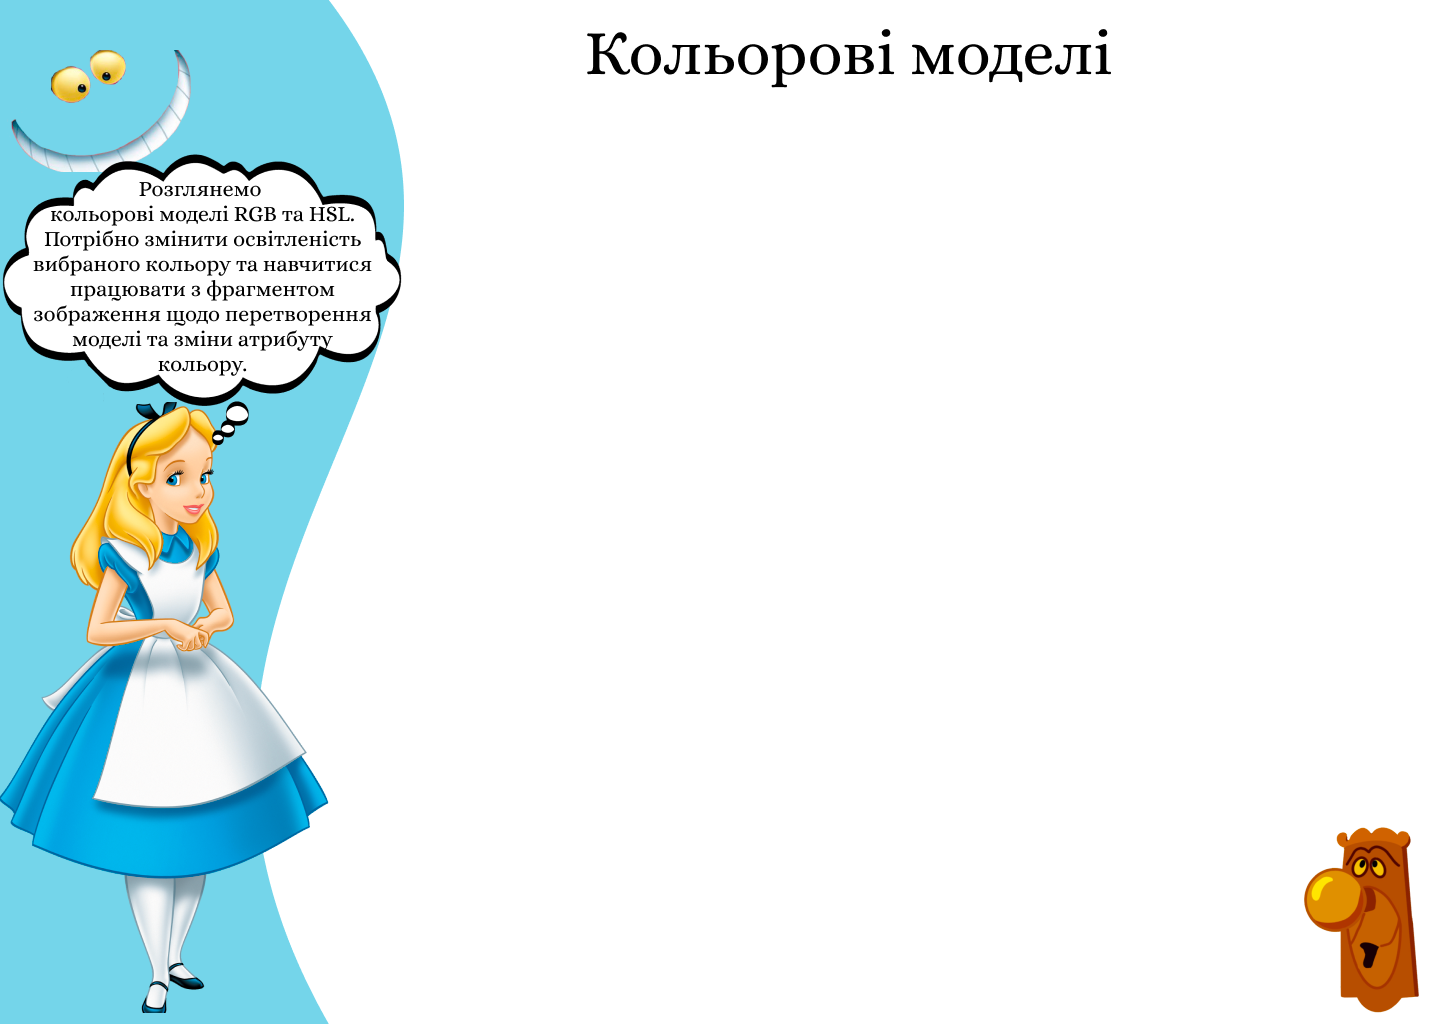 Кольорові моделі
Розглянемо
кольорові моделі RGB та HSL.
Потрібно змінити освітленість
вибраного кольору та навчитися
працювати з фрагментом
зображення щодо перетворення
моделі та зміни атрибуту
кольору.